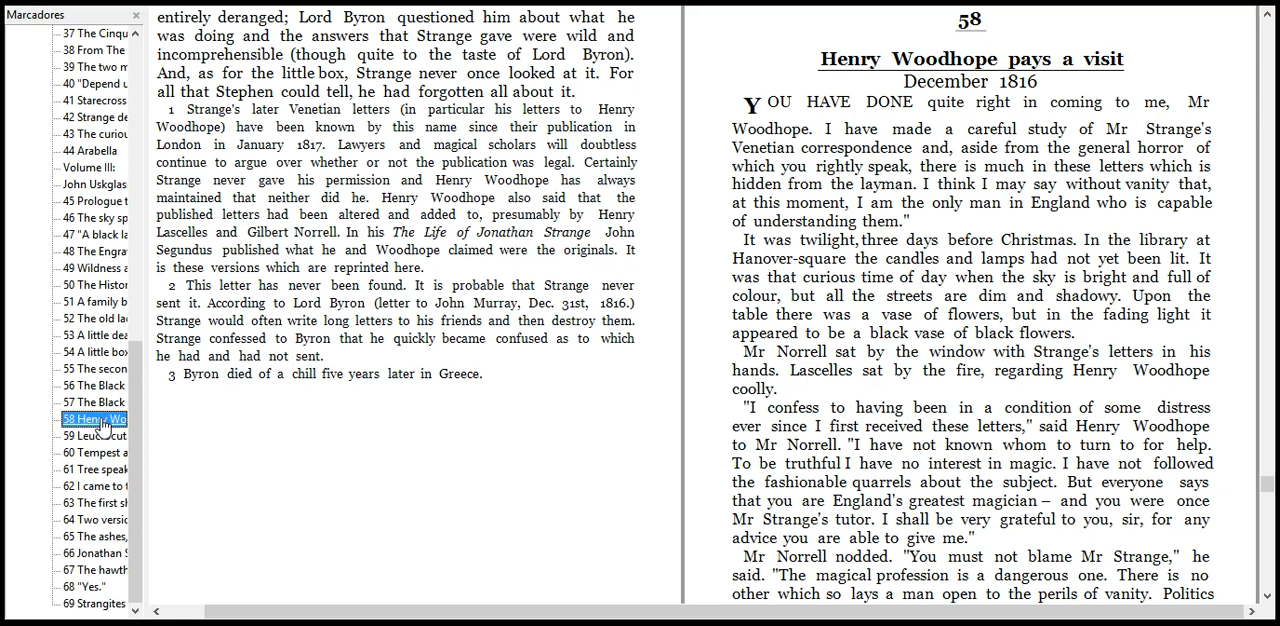 Marcadores
37 The Cinqu
38 From The
39 The two m
40 "Depend u
41 Starecross
42 Strange de
43 The curiou
44 Arabella
Volume III:
John Uskglas
45 Prologue t
46 The sky sp
47 "A black la
48 The Engra
49 Wildness a
50 The Histor
51 A family b
52 The old la
53 A little dea
54 A little box
55 The secon
56 The Black
57 The Black
58 Henry Wo
59 Leucrocut
60 Tempest a
61 Tree speak
62 I came to t
63 The first sh
64 Two versic
65 The ashes,
66 Jonathan S
67 The hawth
68 "Yes."
69 Strangites
entirely deranged; Lord Byron questioned him about what he
was doing and the answers that Strange gave were wild and
incomprehensible (though quite to the taste of Lord Byron).
And, as for the little box, Strange never once looked at it. For
all that Stephen could tell, he had forgotten all about it.
1 Strange's later Venetian letters (in particular his letters to Henry
Woodhope) have been known by this name since their publication in
London in January 1817. Lawyers and magical scholars will doubtless
continue to argue over whether or not the publication was legal. Certainly
Strange never gave his permission and Henry Woodhope has always
maintained that neither did he. Henry Woodhope also said that the
published letters had been altered and added to, presumably by Henry
Lascelles and Gilbert Norrell. In his The Life of Jonathan Strange John
Segundus published what he and Woodhope claimed were the originals. It
is these versions which are reprinted here.
2 This letter has never been found. It is probable that Strange never
sent it. According to Lord Byron (letter to John Murray, Dec. 31st, 1816.)
Strange would often write long letters to his friends and then destroy them.
Strange confessed to Byron that he quickly became confused as to which
he had and had not sent.
3 Byron died of a chill five years later in Greece.
58
Henry Woodhope pays a visit
December 1816
YOU HAVE DONE quite right in coming to me, Mr
Woodhope. I have made a careful study of Mr Strange's
Venetian correspondence and, aside from the general horror of
which you rightly speak, there is much in these letters which is
hidden from the layman. I think I may say without vanity that,
at this moment, I am the only man in England who is capable
of understanding them."
It was twilight, three days before Christmas. In the library at
Hanover-square the candles and lamps had not yet been lit. It
was that curious time of day when the sky is bright and full of
colour, but all the streets are dim and shadowy. Upon the
table there was a vase of flowers, but in the fading light it
appeared to be a black vase of black flowers.
Mr Norrell sat by the window with Strange's letters in his
hands. Lascelles sat by the fire, regarding Henry Woodhope
coolly.
"I confess to having been in a condition of some distress
ever since I first received these letters," said Henry Woodhope
to Mr Norrell. "I have not known whom to turn to for help.
To be truthful I have no interest in magic. I have not followed
the fashionable quarrels about the subject. But everyone says
that you are England's greatest magician – and you were once
Mr Strange's tutor. I shall be very grateful to you, sir, for any
advice you are able to give me."
Mr Norrell nodded. "You must not blame Mr Strange," he
said. "The magical profession is a dangerous one. There is no
other which so lays a man open to the perils of vanity. Politics